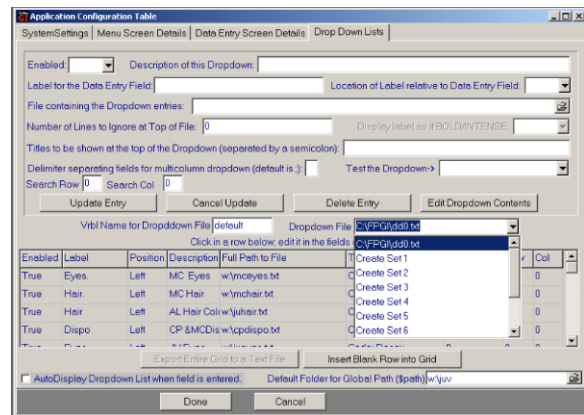 Application Configuration Table
SystemSettings Menu Screen Details Data Entry Screen Details Drop Down Lists
Enabled: Description of this Dropdown:
Label for the Data Entry Field: Location of Label relative to Data Entry Field:
File containing the Dropdown entries:
Number of Lines to Ignore at Top of File: 0 Display label as if BOLD/INTENSE:
Titles to be shown at the top of the Dropdown (separated by a semicolon):
Delimiter separating fields for multicolumn dropdown (default is ;): Test the Dropdown->
Search Row 0 Search Col 0
Update Entry Cancel Update Delete Entry Edit Dropdown Contents
Vrbl Name for Dropddown File default Dropdown File C:\FPGI\dd0.txt
Click in a row below; edit it in the fields
C:\FPGI\dd0.txt
Create Set 1
Create Set 2
Create Set 3
Create Set 4
Create Set 5
Create Set 6
Enabled Label Position Description Full Path to File Col
True Eyes. Left MC Eyes w:\mceyes.txt 0
True Hair. Left MC Hair w:\mchair.txt 0
True Hair Left AL Hair Colo w:\juhair.txt 0
True Dispo Left CP &MCDis w:\cpdispo.txt 0
Export Entire Grid to a Text File Insert Blank Row into Grid
AutoDisplay Dropdown List when field is entered. Default Folder for Global Path ($path) w:\juv
Done Cancel